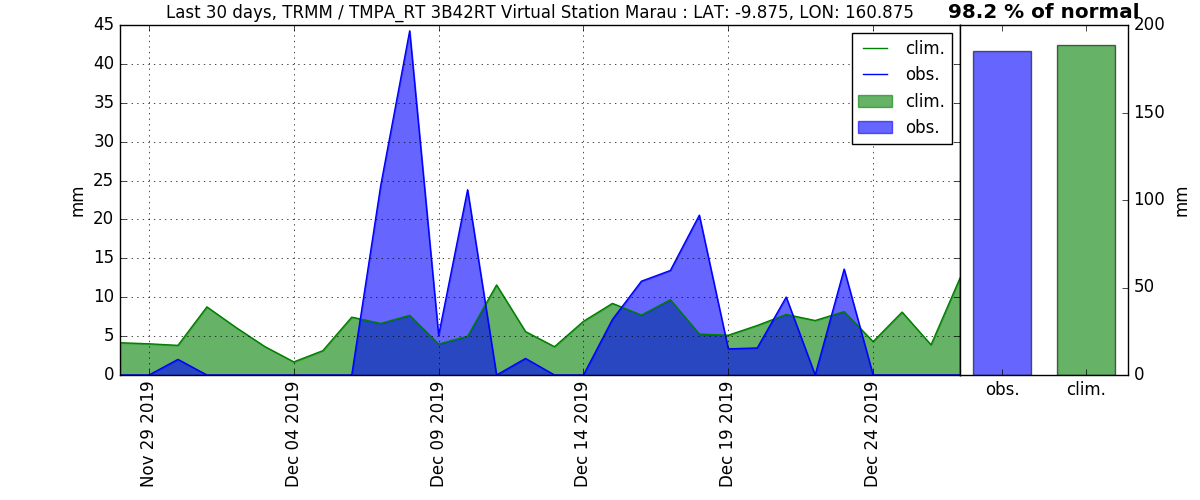 Last 30 days, TRMM / TMPA_RT 3B42RT Virtual Station Marau : LAT: -9.875, LON: 160.875
98.2 % of normal
45
40
35
30
25
20
15
10
5
0
mm
clim.
obs.
clim.
obs.
200
150
100
50
0
mm
obs.
clim.
Nov 29 2019
Dec 04 2019
Dec 09 2019
Dec 14 2019
Dec 19 2019
Dec 24 2019